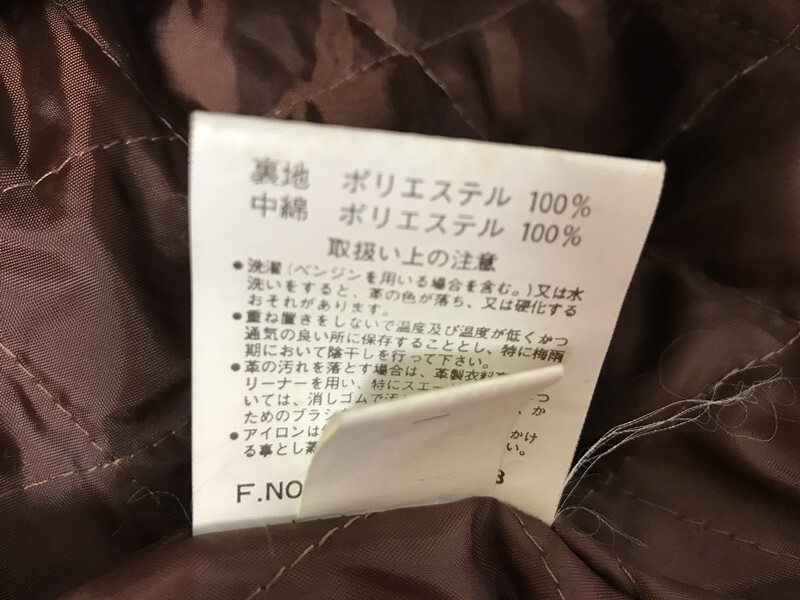 裏地 ポリエステル 100%
中綿 ポリエステル 100%
取扱い上の注意
●洗濯(ベンジンを用いる場合を含む。)又は水
洗いをすると、革の色が落ち、又は硬化する
おそれがあります。
●重ね置きをしないで温度及び温度が低くかつ
通気の良い所に保存することとし、特に梅雨
期において陰干しを行って下さい。
●革の汚れを落とす場合は、革製衣料
リーナーを用い、特にスエー つ
いては、消しゴムで汚 、か
ためのブラシ
●アイロンは かけ
る事とし蒸 い。
F.NO 3